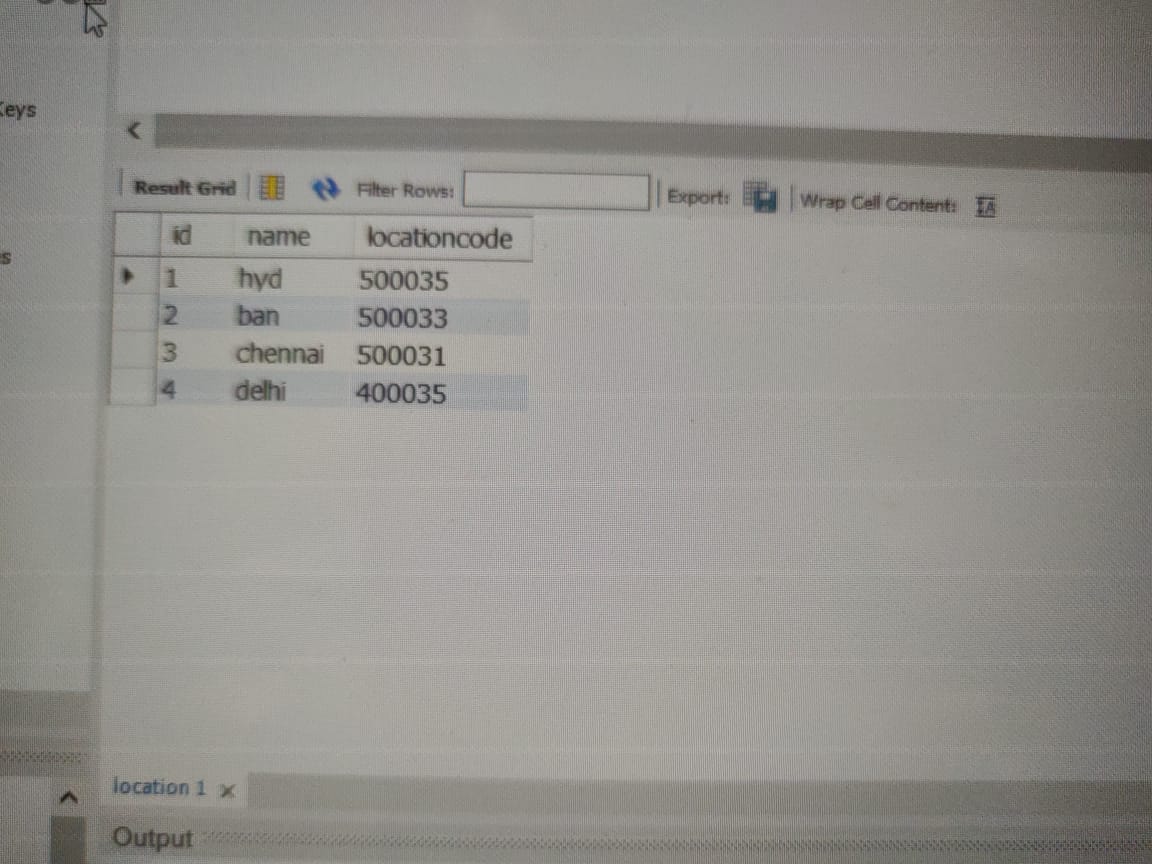 Keys
Result Grid Filter Rows: Export: Wrap Cell Content: IA
id name locationcode
1 hyd 500035
2 ban 500033
3 chennai 500031
4 delhi 400035
location 1 x
Output